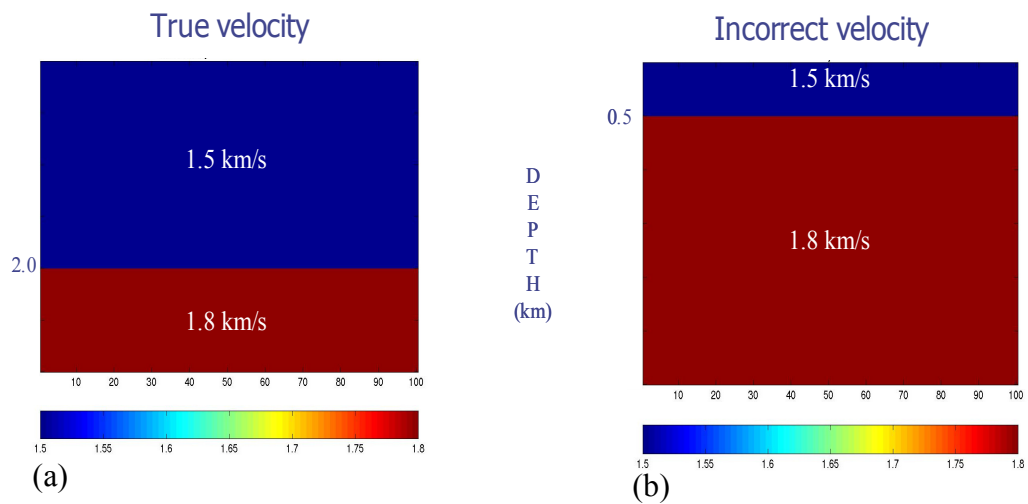 True velocity
1.5 km/s
2.0
1.8 km/s
10 20 30 40 50 60 70 80 90 100
1.5 1.55 1.6 1.65 1.7 1.75 1.8
(a)
D
E
P
T
H
(km)
Incorrect velocity
1.5 km/s
0.5
1.8 km/s
10 20 30 40 50 60 70 80 90 100
1.5 1.55 1.6 1.65 1.7 1.75 1.8
(b)